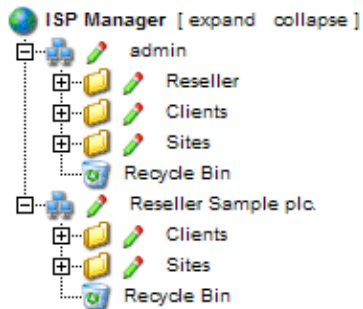 ISP Manager [ expand collapse ]
admin
Reseller
Clients
Sites
Recycle Bin
Reseller Sample plc.
Clients
Sites
Recycle Bin